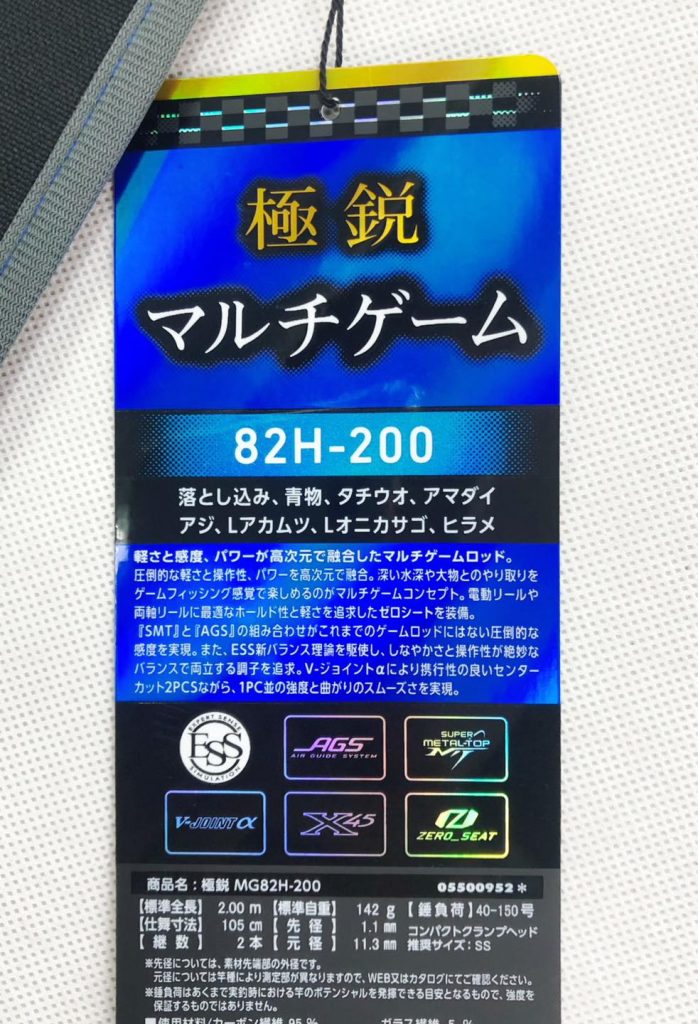 極鋭
マルチゲーム
82H-200
落とし込み、青物、タチウオ、アマダイ
アジ、Lアカムツ、Lオニカサゴ、ヒラメ
軽さと感度、パワーが高次元で融合したマルチゲームロッド。
圧倒的な軽さと操作性、パワーを高次元で融合。深い水深や大物とのやり取りを
ゲームフィッシング感覚で楽しめるのがマルチゲームコンセプト。電動リールや
両軸リールに最適なホールド性と軽さを追求したゼロシートを装備。
『SMT』と『AGS』の組み合わせがこれまでのゲームロッドにはない圧倒的な
感度を実現。また、ESS新バランス理論を駆使し、しなやかさと操作性が絶妙な
バランスで両立する調子を追求。V-ジョイントαにより携行性の良いセンター
カット2PCSながら、1PC並の強度と曲がりのスムーズさを実現。
EXPERT SENSE
ESS
SIMULATION
AGS
AIR GUIDE SYSTEM
SUPER
METAL-TOP
MT
V-JOINT α
X45
ZERO_SEAT
商品名:極鋭 MG82H-200 05500952*
【標準全長】 2.00 m 【標準自重】 142 g 【錘負荷】40-150号
【仕舞寸法】 105 cm 【先径】 1.1 mm コンパクトクランプヘッド
【継数】 2本 【元径】 11.3 mm 推奨サイズ:SS
※先径については、素材先端部の外径です。
元径については竿種により測定部が異なりますので、WEB又はカタログにてご確認ください。
※錘負荷はあくまで実釣時における竿のポテンシャルを発揮できる目安となるもので、強度を
保証するものではありません。
■使用材料/カーボン繊維 95 % ガラス繊維 5 %